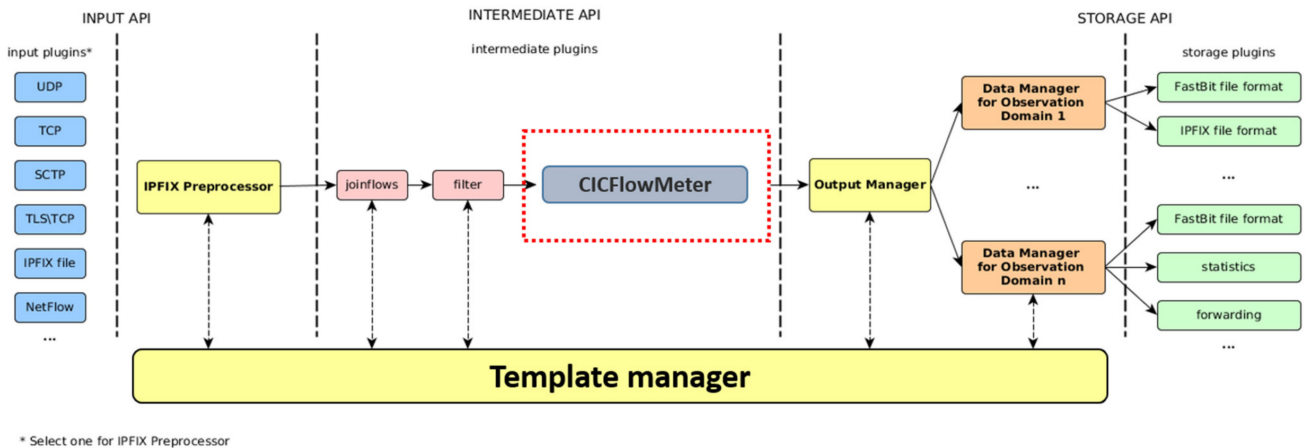 INPUT API
INTERMEDIATE API
STORAGE API
input plugins*
intermediate plugins
storage plugins
UDP
TCP
SCTP
TLS\TCP
IPFIX file
NetFlow
...
IPFIX Preprocessor
joinflows
filter
CICFlowMeter
Output Manager
Data Manager
for Observation
Domain 1
...
Data Manager
for Observation
Domain n
FastBit file format
IPFIX file format
...
FastBit file format
statistics
forwarding
...
Template manager
* Select one for IPFIX Preprocessor